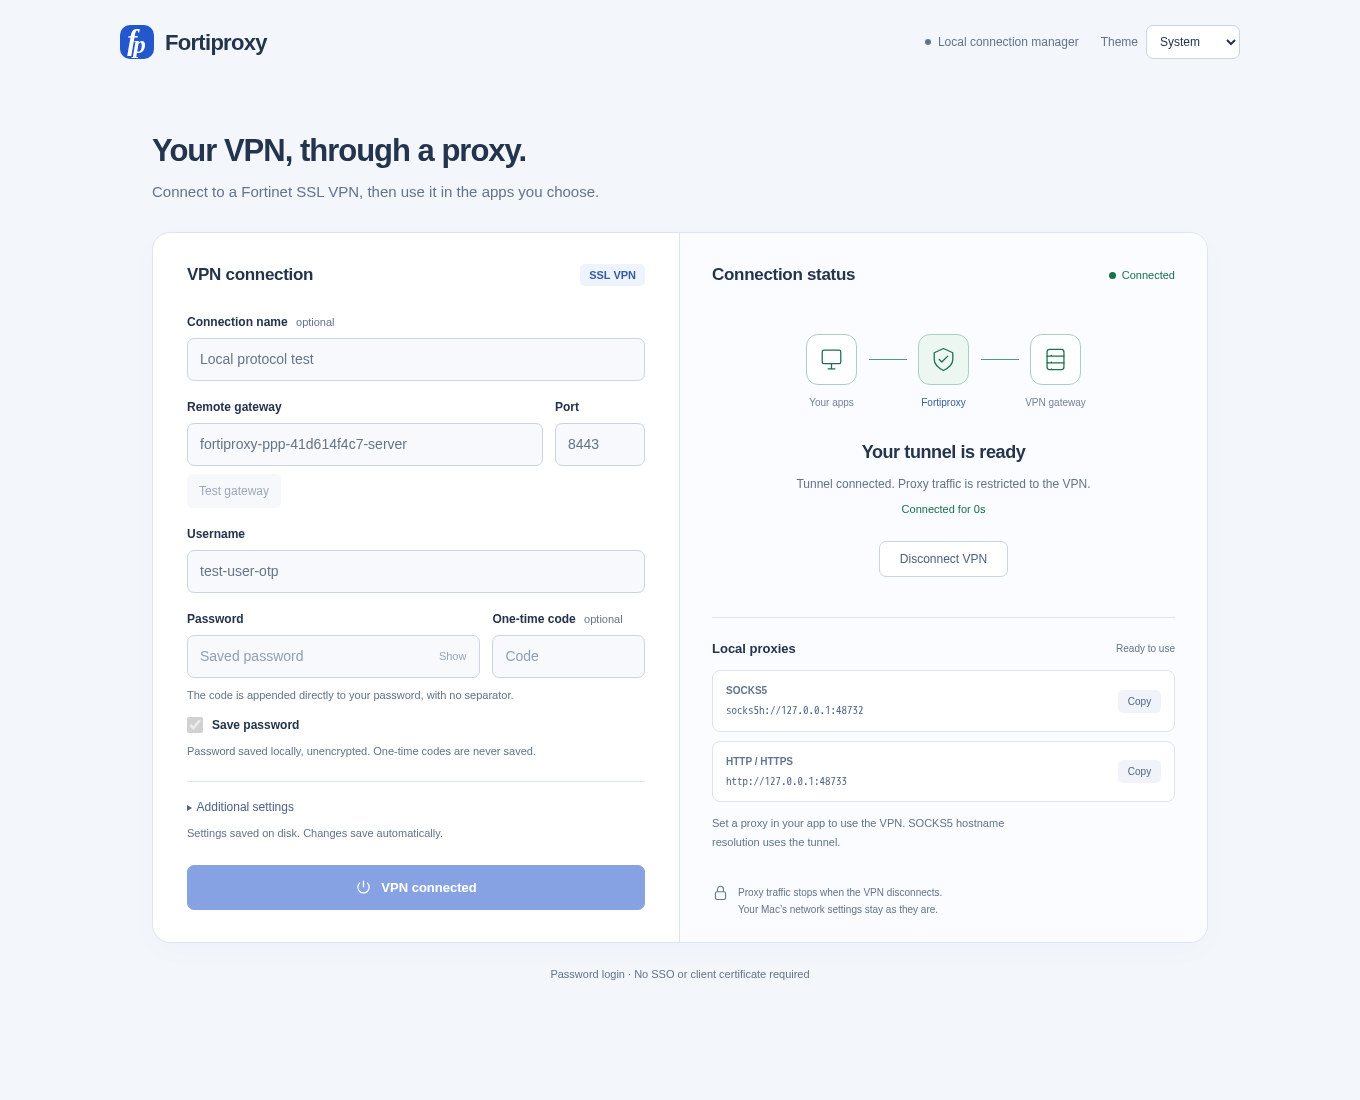 fp Fortiproxy
Local connection manager
Theme
System
Your VPN, through a proxy.
Connect to a Fortinet SSL VPN, then use it in the apps you choose.
VPN connection
SSL VPN
Connection name optional
Local protocol test
Remote gateway
Port
fortiproxy-ppp-41d614f4c7-server
8443
Test gateway
Username
test-user-otp
Password
One-time code optional
Saved password
Show
Code
The code is appended directly to your password, with no separator.
Save password
Password saved locally, unencrypted. One-time codes are never saved.
Additional settings
Settings saved on disk. Changes save automatically.
VPN connected
Connection status
Connected
Your apps
Fortiproxy
VPN gateway
Your tunnel is ready
Tunnel connected. Proxy traffic is restricted to the VPN.
Connected for 0s
Disconnect VPN
Local proxies
Ready to use
SOCKS5
socks5h://127.0.0.1:48732
Copy
HTTP / HTTPS
http://127.0.0.1:48733
Copy
Set a proxy in your app to use the VPN. SOCKS5 hostname
resolution uses the tunnel.
Proxy traffic stops when the VPN disconnects.
Your Mac’s network settings stay as they are.
Password login · No SSO or client certificate required